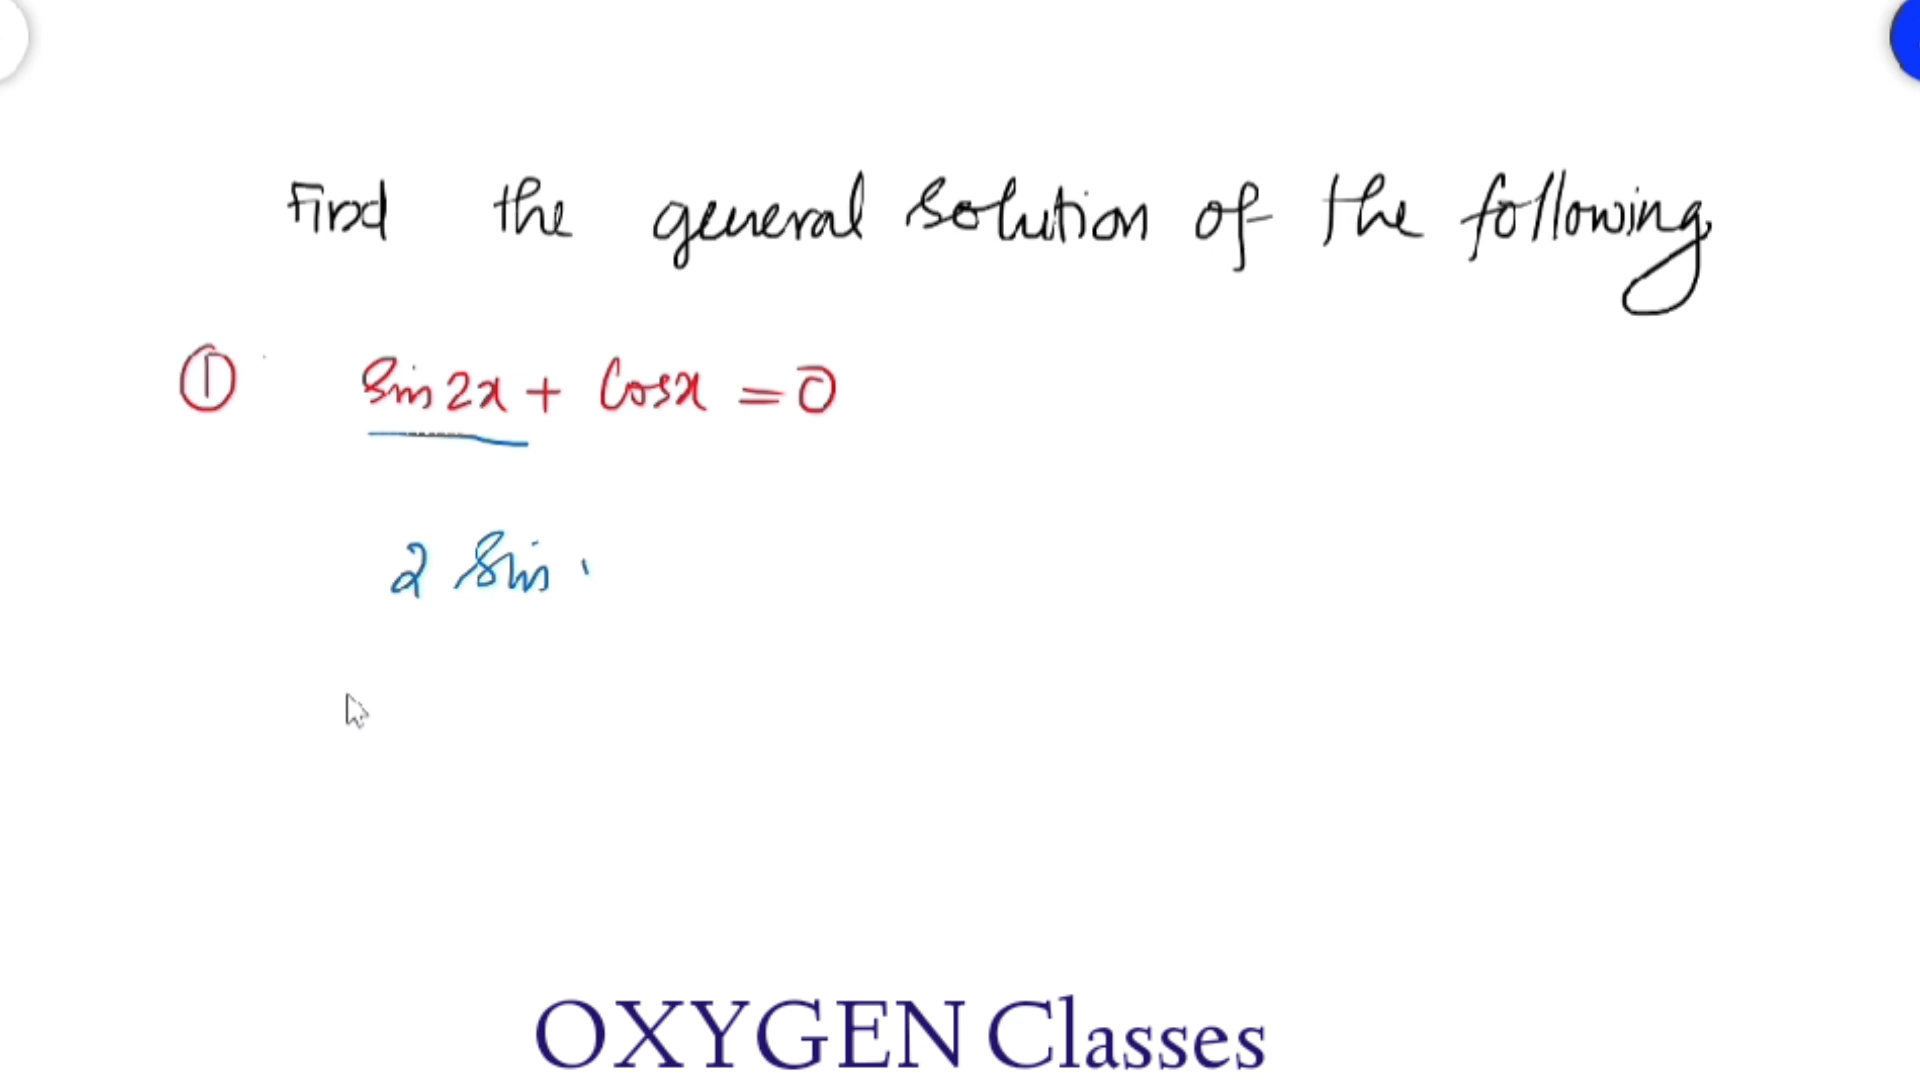 Find the general solution of the following,
① Sin 2x + Cosx = 0
2 Sin
OXYGEN Classes